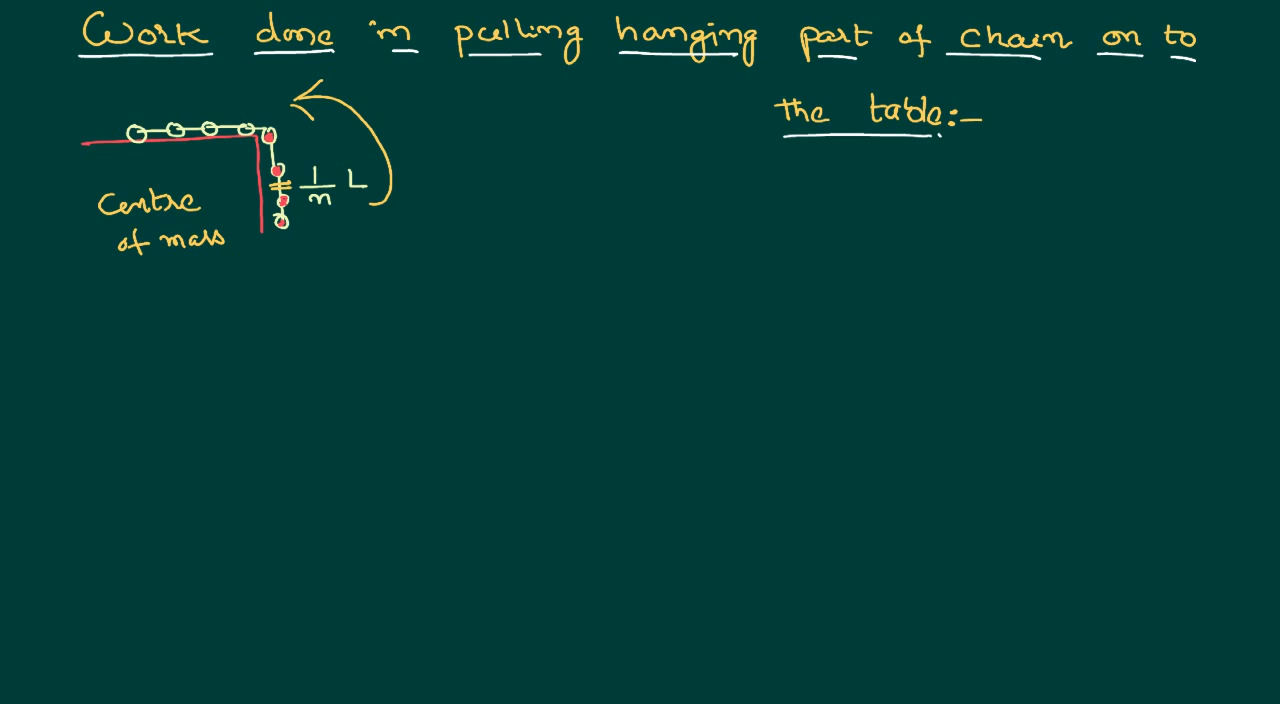 Work done in pulling hanging part of chain on to
the table:-
1/n L
Centre
of mass